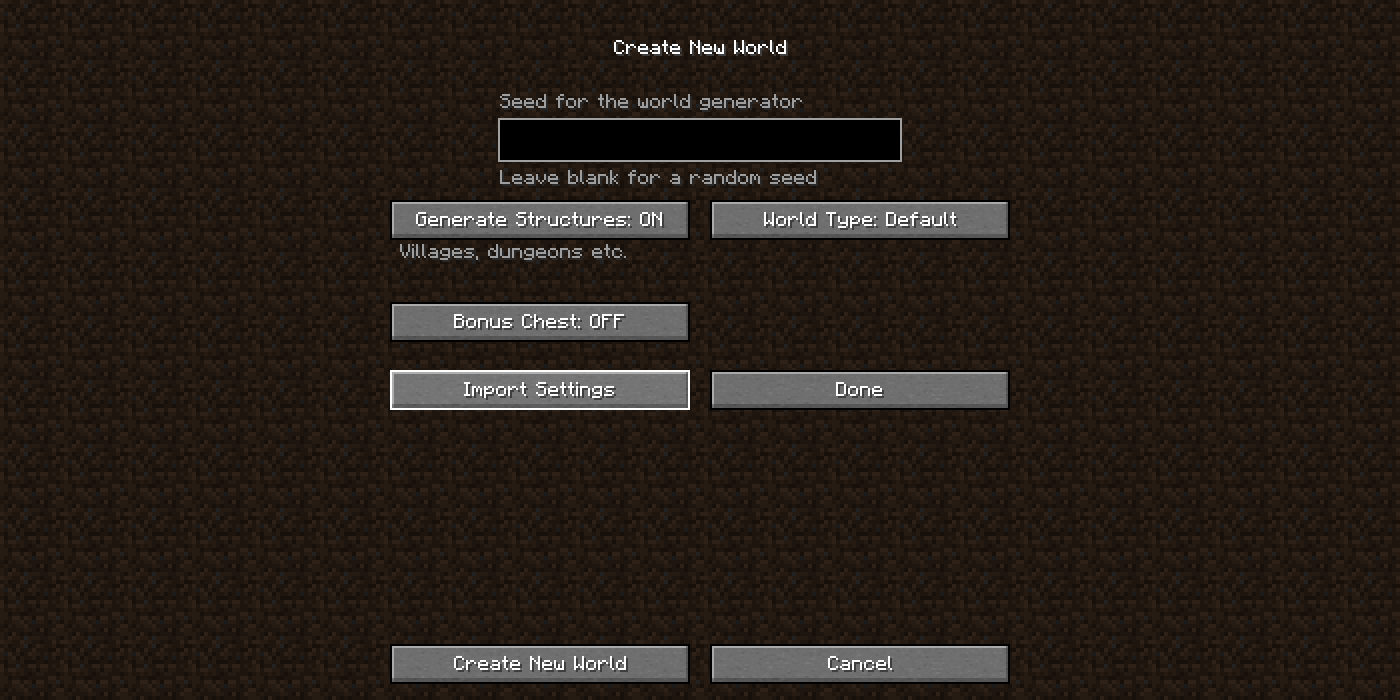 Create New World
Seed for the world generator
Leave blank for a random seed
Generate Structures: ON
World Type: Default
Villages, dungeons etc.
Bonus Chest: OFF
Import Settings
Done
Create New World
Cancel